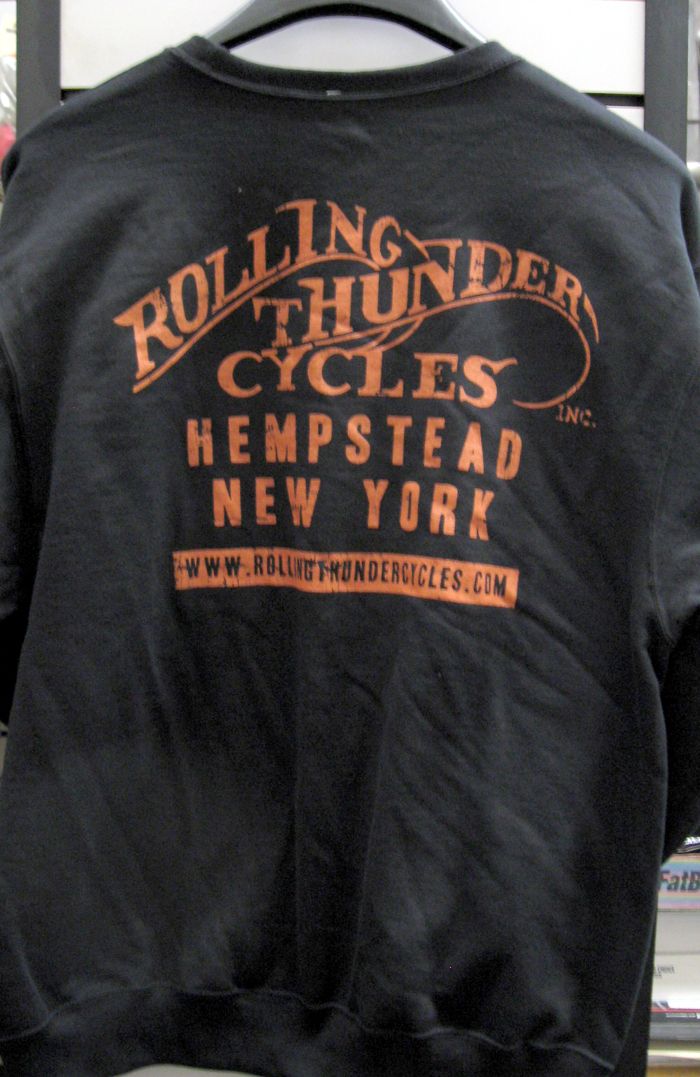 ROLLING
THUNDER
CYCLES
INC.
HEMPSTEAD
NEW YORK
WWW.ROLLINGTHUNDERCYCLES.COM
FatB